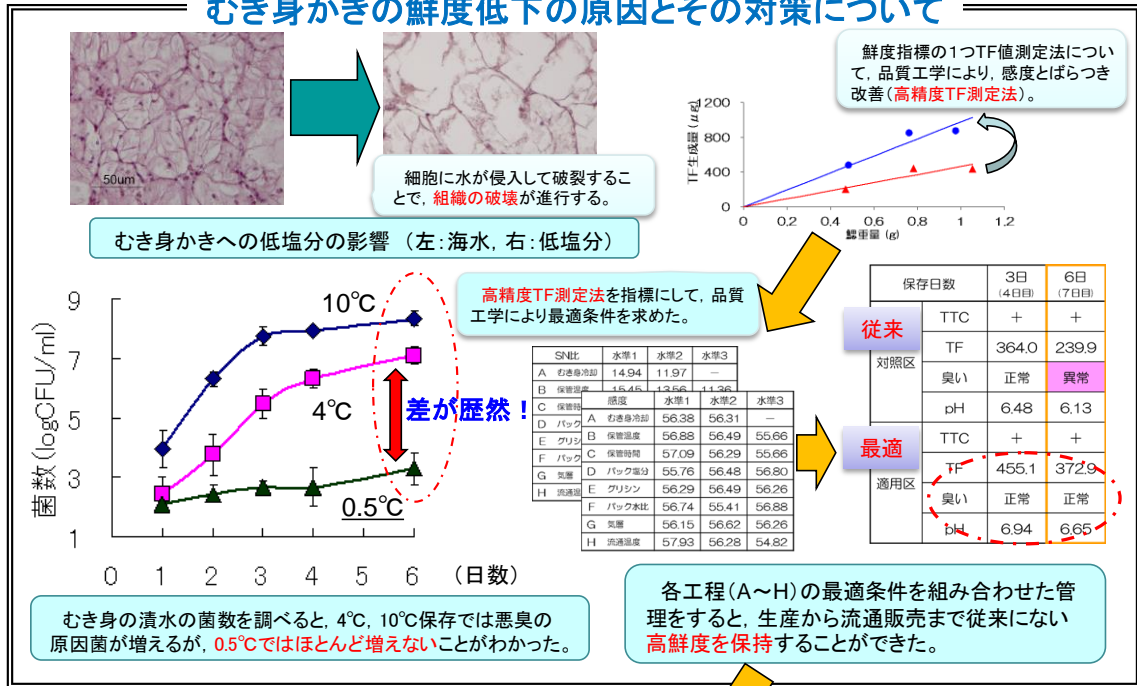 むき身かきの鮮度低下の原因とその対策について
50um
細胞に水が侵入して破裂するこ
とで，組織の破壊が進行する。
むき身かきへの低塩分の影響 （左：海水，右：低塩分）
鮮度指標の1つTF値測定法につい
て，品質工学により，感度とばらつき
改善（高精度TF測定法）。
TF生成量（μg）
1200
800
400
0
0 0.2 0.4 0.6 0.8 1 1.2
鰓重量 (g)
菌数（logCFU/ml）
9
7
5
3
1
10℃
4℃
0.5℃
差が歴然！
0 1 2 3 4 6 （日数）
むき身の漬水の菌数を調べると，4℃，10℃保存では悪臭の
原因菌が増えるが，0.5℃ではほとんど増えないことがわかった。
高精度TF測定法を指標にして，品質
工学により最適条件を求めた。
SN比 水準1 水準2 水準3
A むき身冷却 14.94 11.97 －
B 保管温度 15.45 13.56 11.36
C 保管時
D パック
E グリシ
F パック
G 気層
H 流通温
感度 水準1 水準2 水準3
A むき身冷却 56.38 56.31 －
B 保管温度 56.88 56.49 55.66
C 保管時間 57.09 56.29 55.66
D パック塩分 55.76 56.48 56.80
E グリシン 56.29 56.49 56.26
F パック水比 56.74 55.41 56.88
G 気層 56.15 56.62 56.26
H 流通温度 57.93 56.28 54.82
保存日数 3日 6日
(4日目) (7日目)
従来
対照区
TTC ＋ ＋
TF 364.0 239.9
臭い 正常 異常
pH 6.48 6.13
最適
適用区
TTC ＋ ＋
TF 455.1 372.9
臭い 正常 正常
pH 6.94 6.65
各工程（A～H）の最適条件を組み合わせた管
理をすると，生産から流通販売まで従来にない
高鮮度を保持することができた。